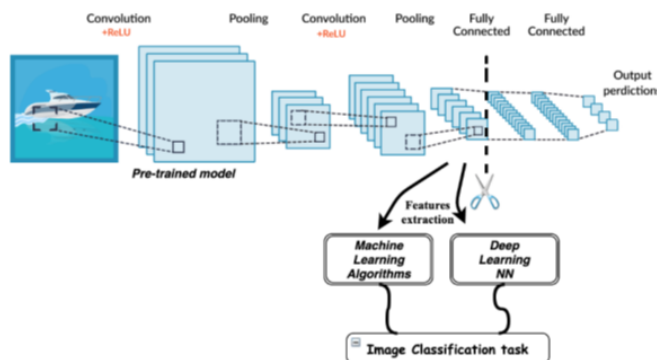 Convolution
+ReLU
Pooling
Convolution
+ReLU
Pooling
Fully
Connected
Fully
Connected
Output
perdictions
Pre-trained model
Features
extraction
Machine
Learning
Algorithms
Deep
Learning
NN
Image Classification task